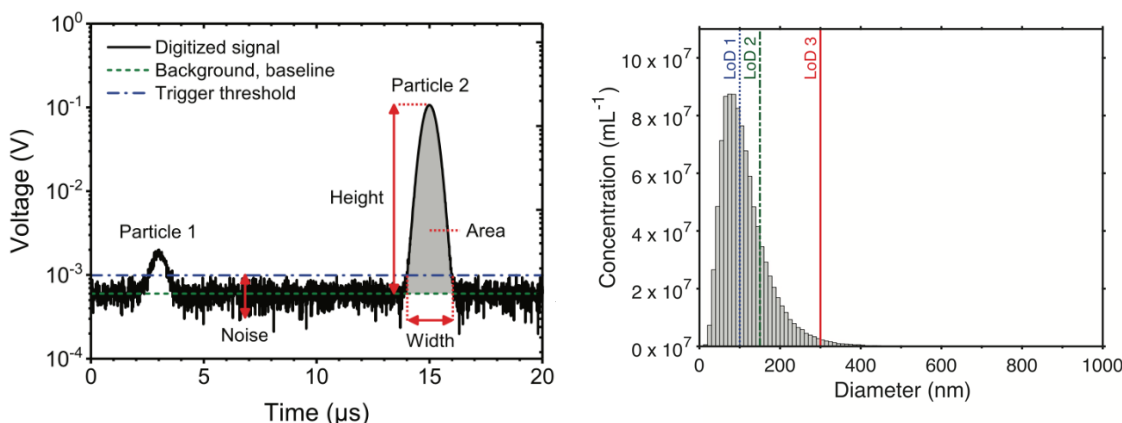 10⁰
10⁻¹
10⁻²
10⁻³
10⁻⁴
Voltage (V)
Digitized signal
Background, baseline
Trigger threshold
Particle 2
Height
Area
Particle 1
Noise
Width
0
5
10
15
20
Time (µs)
10 x 10⁷
8 x 10⁷
6 x 10⁷
4 x 10⁷
2 x 10⁷
0 x 10⁷
Concentration (mL⁻¹)
LoD 1
LoD 2
LoD 3
0
200
400
600
800
1000
Diameter (nm)